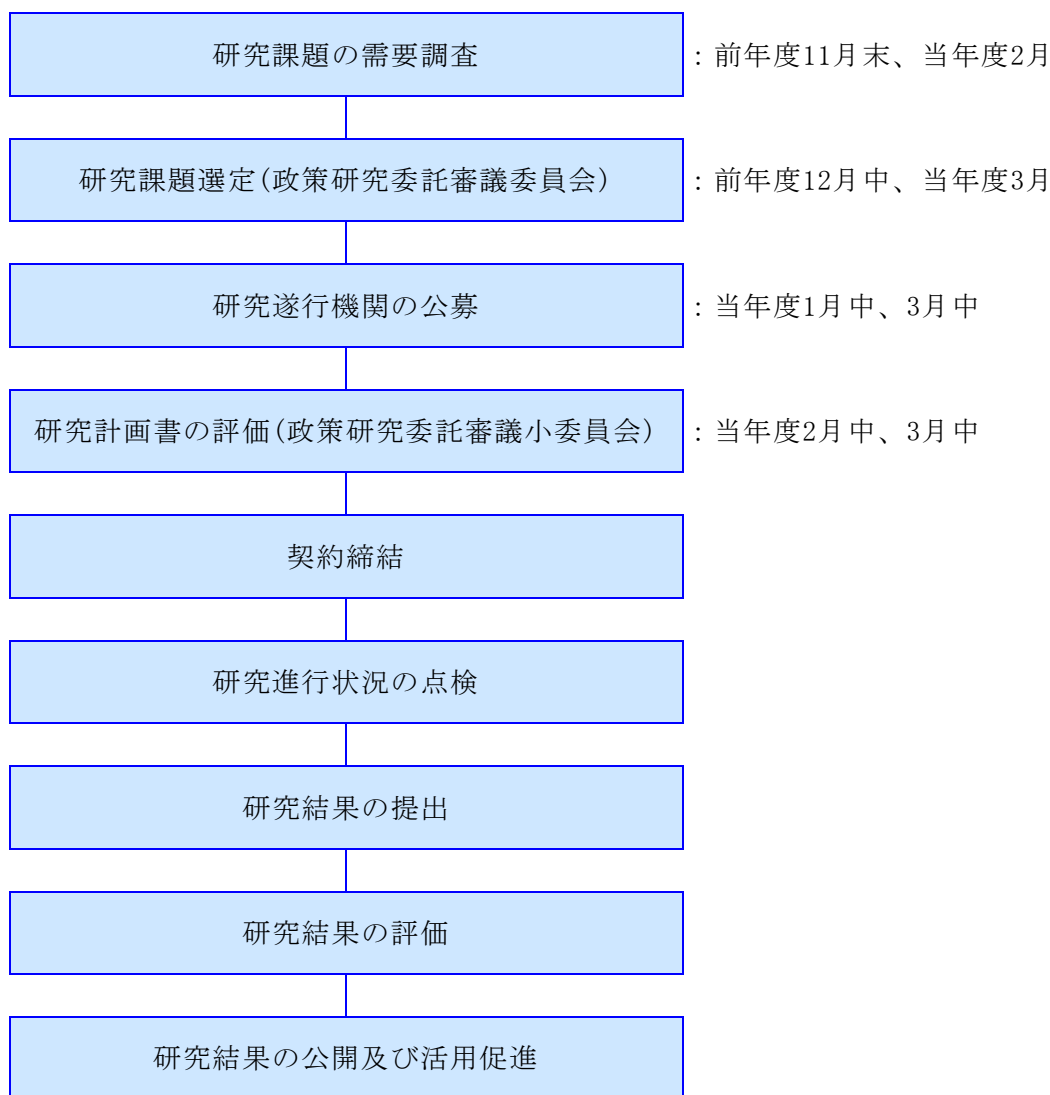 研究課題の需要調査 : 前年度11月末、当年度2月
研究課題選定(政策研究委託審議委員会) : 前年度12月中、当年度3月
研究遂行機関の公募 : 当年度1月中、3月中
研究計画書の評価(政策研究委託審議小委員会) : 当年度2月中、3月中
契約締結
研究進行状況の点検
研究結果の提出
研究結果の評価
研究結果の公開及び活用促進